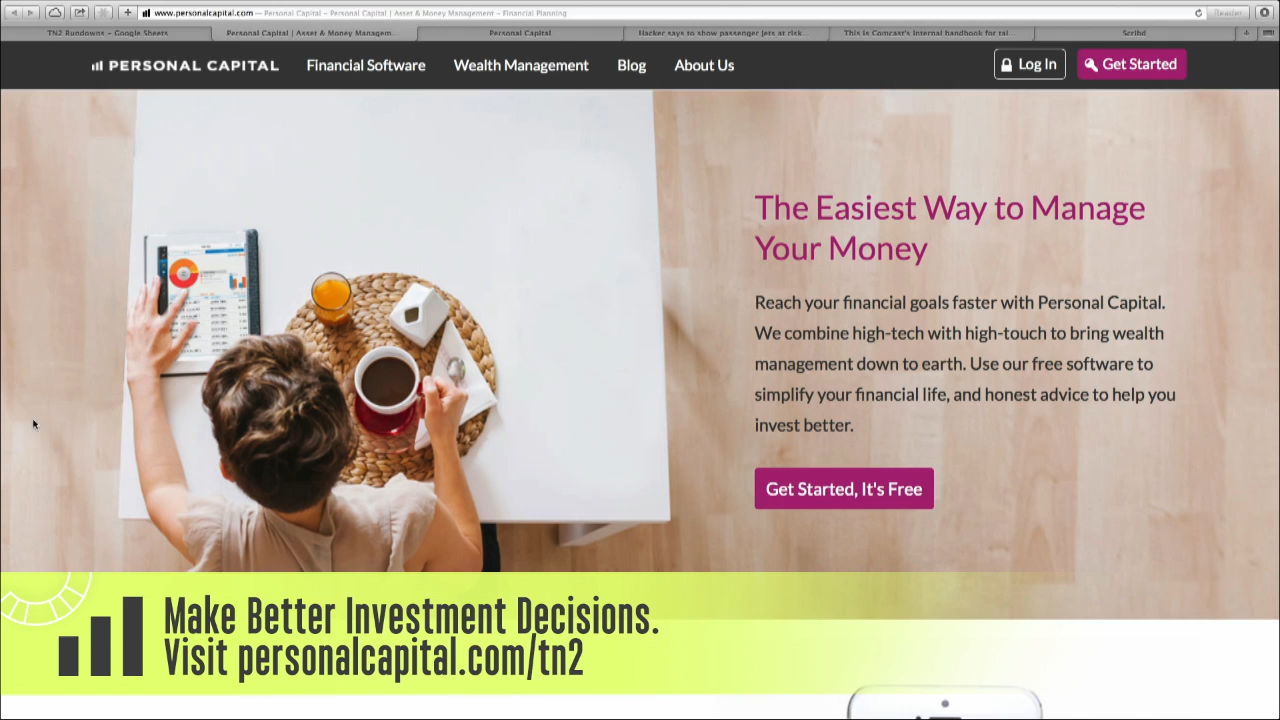 www.personalcapital.com — Personal Capital – Personal Capital | Asset & Money Management – Financial Planning
Reader
TN2 Rundowns – Google Sheets
Personal Capital | Asset & Money Managem...
Personal Capital
Hacker says to show passenger jets at risk...
This is Comcast's internal handbook for tal...
Scribd
PERSONAL CAPITAL
Financial Software
Wealth Management
Blog
About Us
Log In
Get Started
The Easiest Way to Manage
Your Money
Reach your financial goals faster with Personal Capital.
We combine high-tech with high-touch to bring wealth
management down to earth. Use our free software to
simplify your financial life, and honest advice to help you
invest better.
Get Started, It's Free
Make Better Investment Decisions.
Visit personalcapital.com/tn2